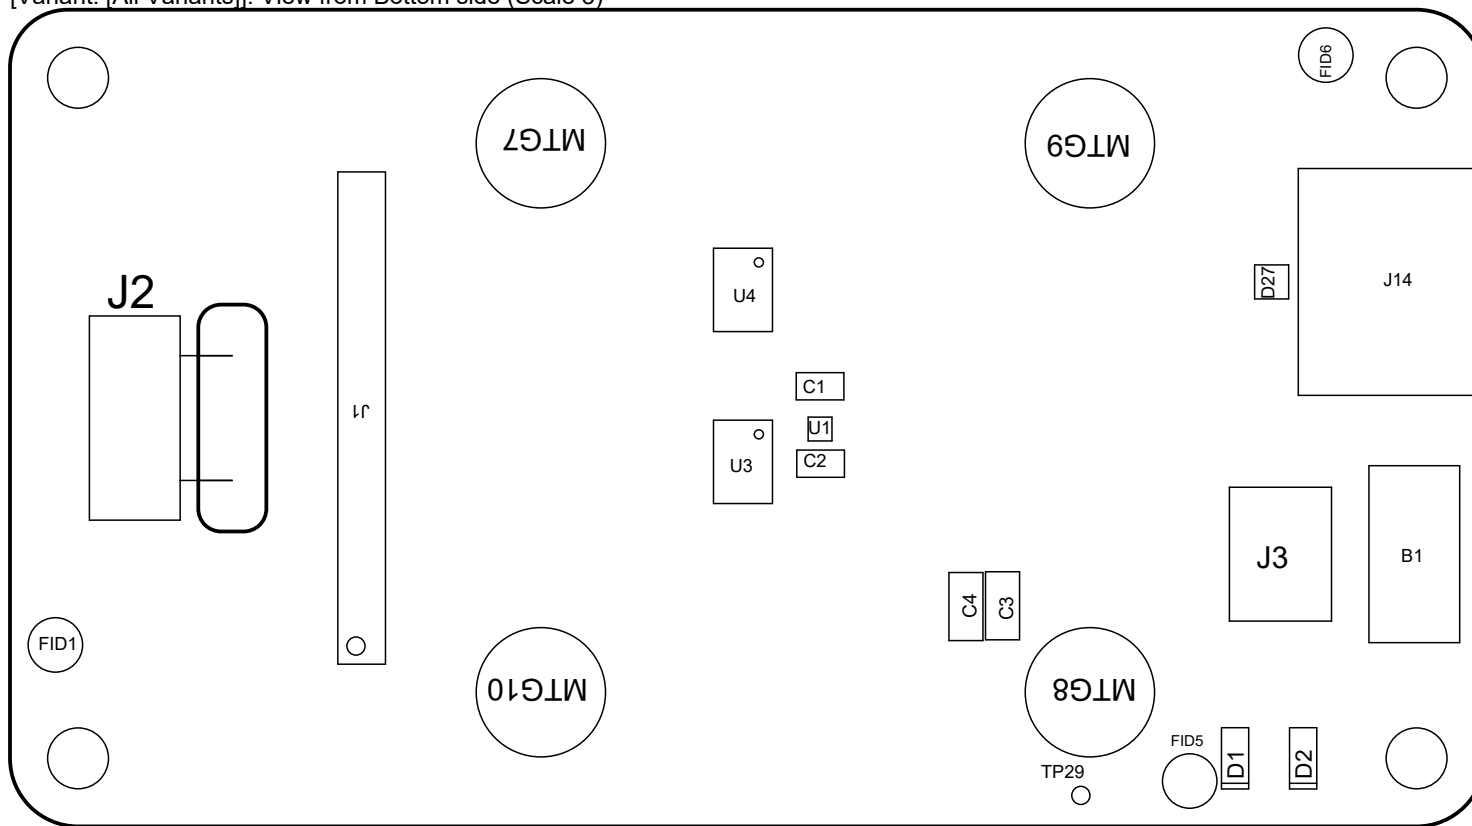 [Variant: [All Variants]]: View from Bottom side (Scale 3)
FID6
MTG7
MTG9
J2
U4
D27
J14
C1
J1
U1
U3
C2
J3
B1
C4
C3
FID1
MTG10
MTG8
FID5
D1
D2
TP29